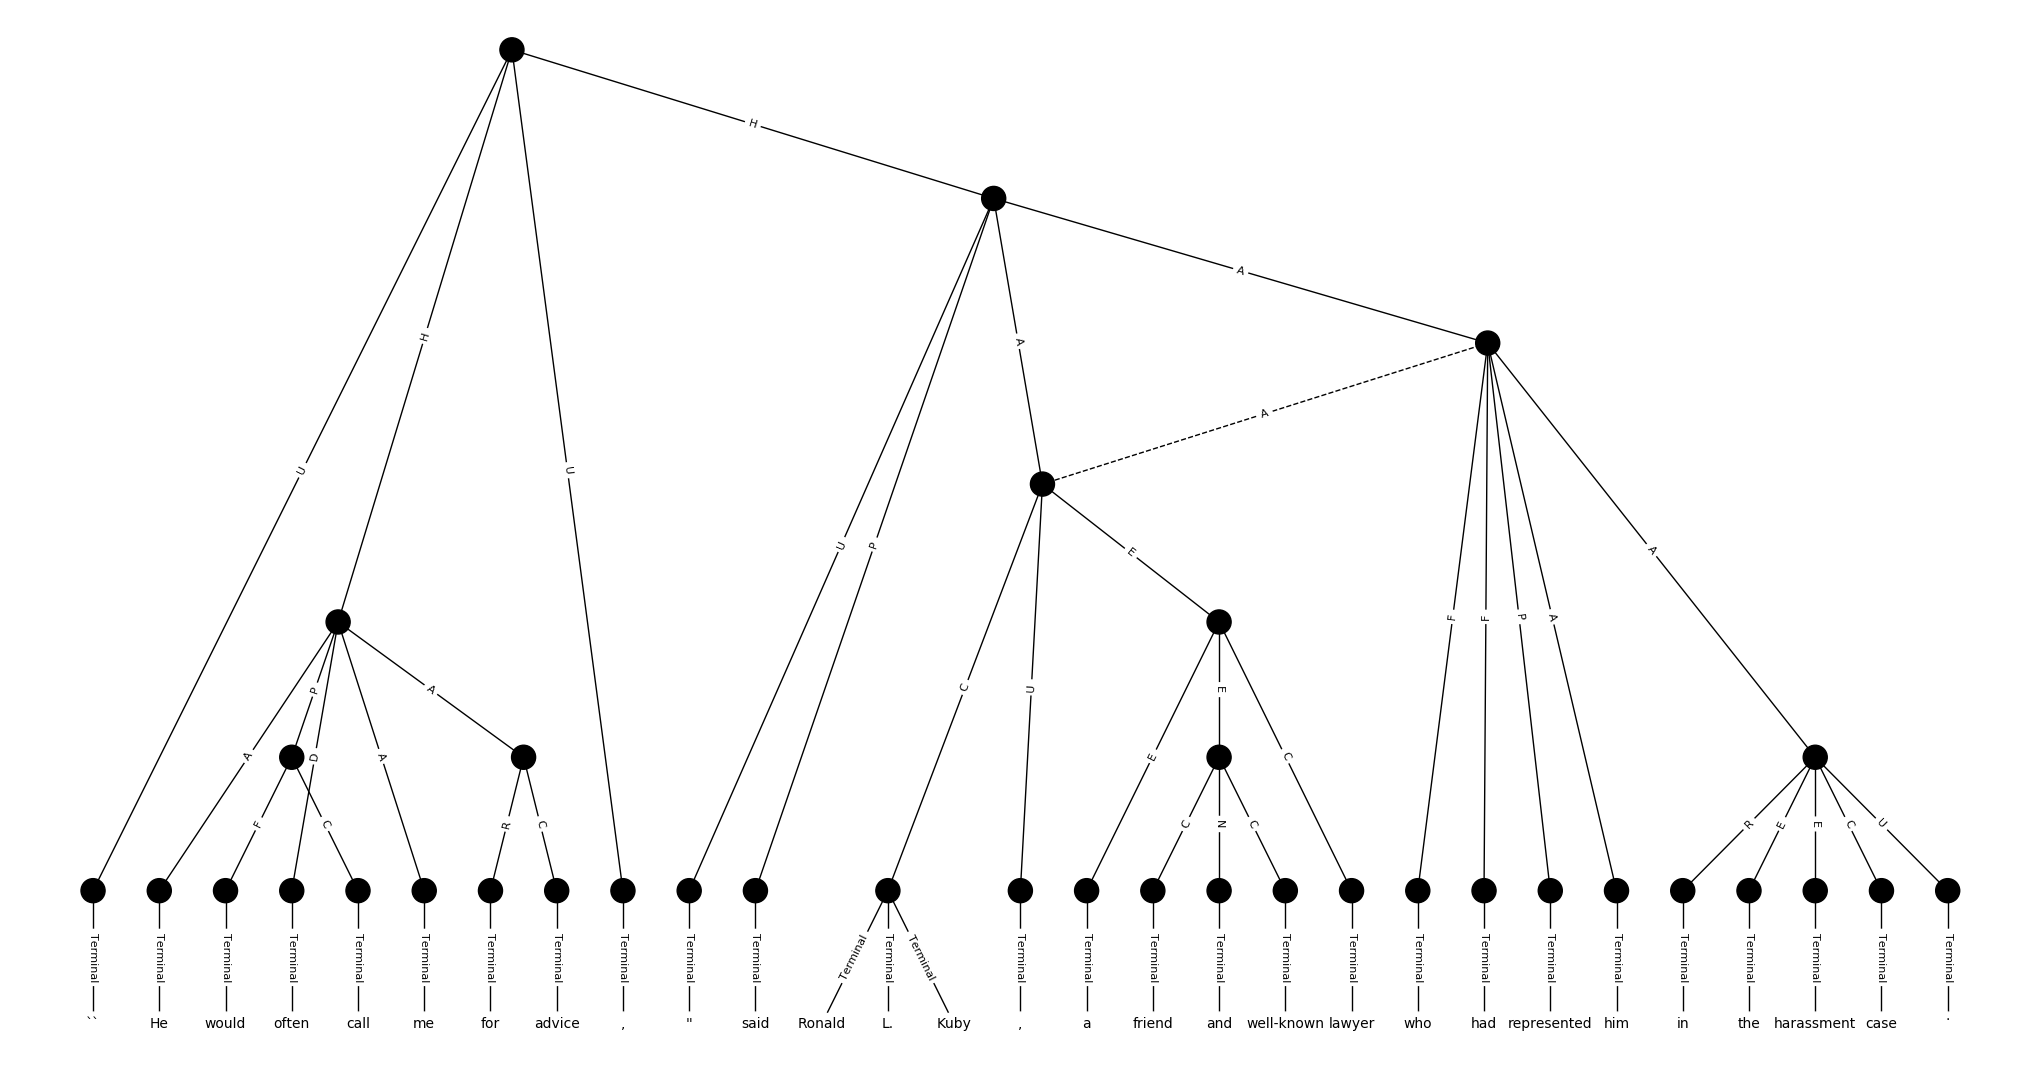 H
A
H
A
A
U
U
E
U
P
A
F
F
P
A
P
A
C
U
E
A
D
A
E
C
F
C
R
C
C
N
C
R
E
E
C
U
Terminal Terminal Terminal Terminal Terminal Terminal Terminal Terminal Terminal Terminal Terminal Terminal Terminal Terminal Terminal Terminal Terminal Terminal Terminal Terminal Terminal Terminal Terminal Terminal Terminal Terminal Terminal Terminal Terminal
`` He would often call me for advice , " said Ronald L. Kuby , a friend and well-known lawyer who had represented him in the harassment case .